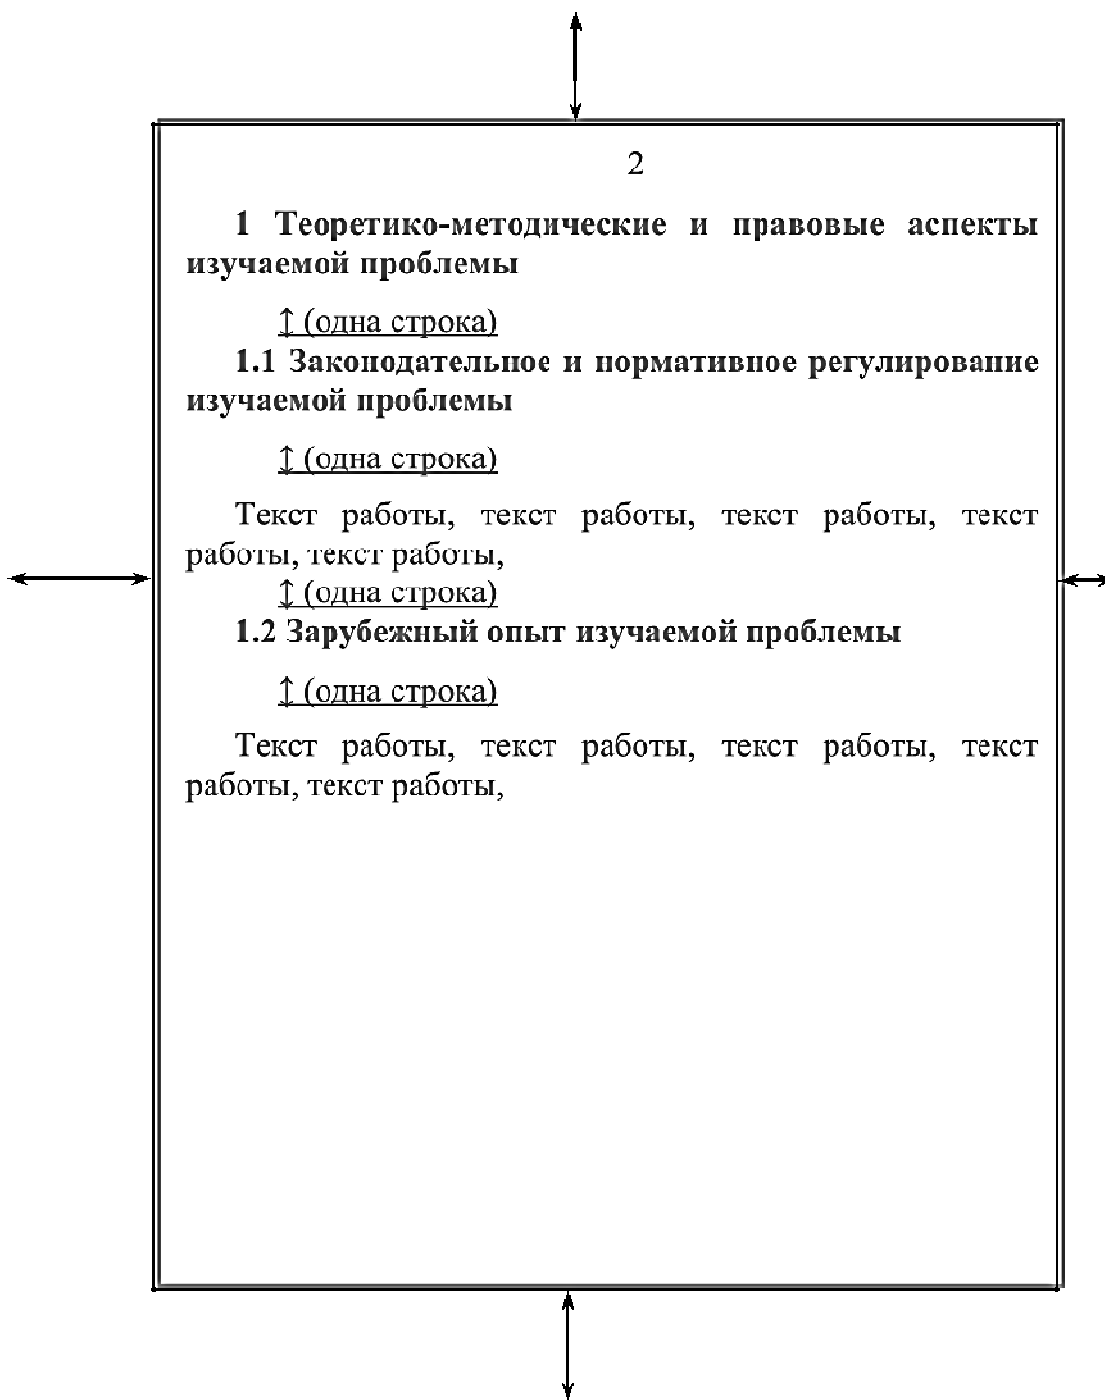 2
1 Теоретико-методические и правовые аспекты
изучаемой проблемы
↕ (одна строка)
1.1 Законодательное и нормативное регулирование
изучаемой проблемы
↕ (одна строка)
Текст работы, текст работы, текст работы, текст
работы, текст работы,
↕ (одна строка)
1.2 Зарубежный опыт изучаемой проблемы
↕ (одна строка)
Текст работы, текст работы, текст работы, текст
работы, текст работы,